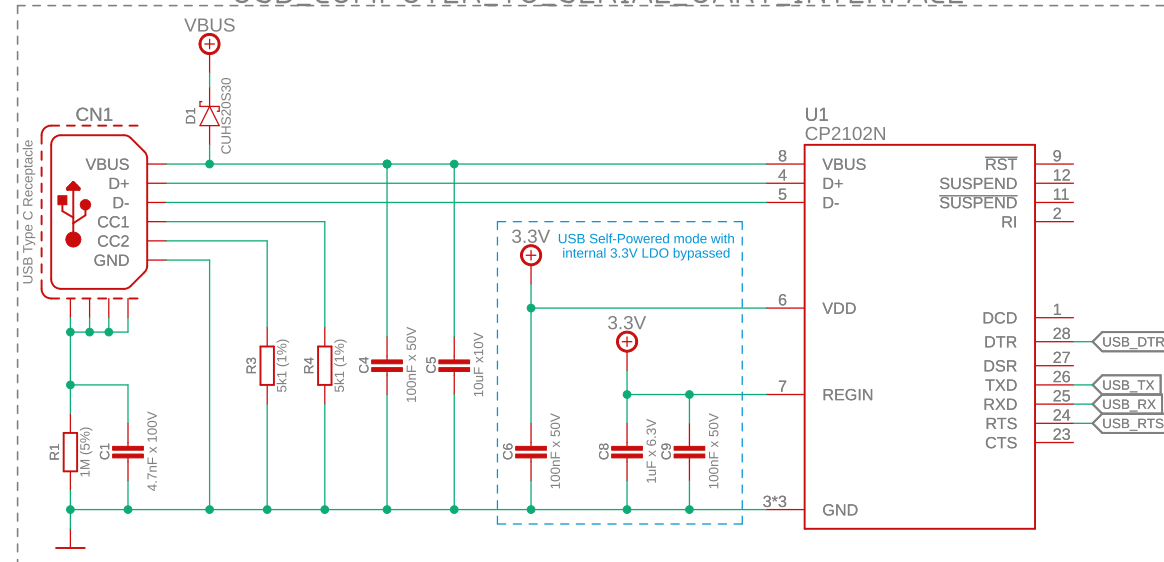 USB_COMPUTER_TO_SERIAL_UART_INTERFACE
VBUS
D1
CUHS20S30
CN1
USB Type C Receptacle
VBUS
D+
D-
CC1
CC2
GND
U1
CP2102N
8
4
5
6
7
3*3
VBUS
D+
D-
VDD
REGIN
GND
RST
SUSPEND
SUSPEND
RI
DCD
DTR
DSR
TXD
RXD
RTS
CTS
9
12
11
2
1
28
27
26
25
24
23
USB_DTR
USB_TX
USB_RX
USB_RTS
3.3V
USB Self-Powered mode with
internal 3.3V LDO bypassed
3.3V
R3
5k1 (1%)
R4
5k1 (1%)
C4
100nF x 50V
C5
10uF x10V
R1
1M (5%)
C1
4.7nF x 100V
C6
100nF x 50V
C8
1uF x 6.3V
C9
100nF x 50V